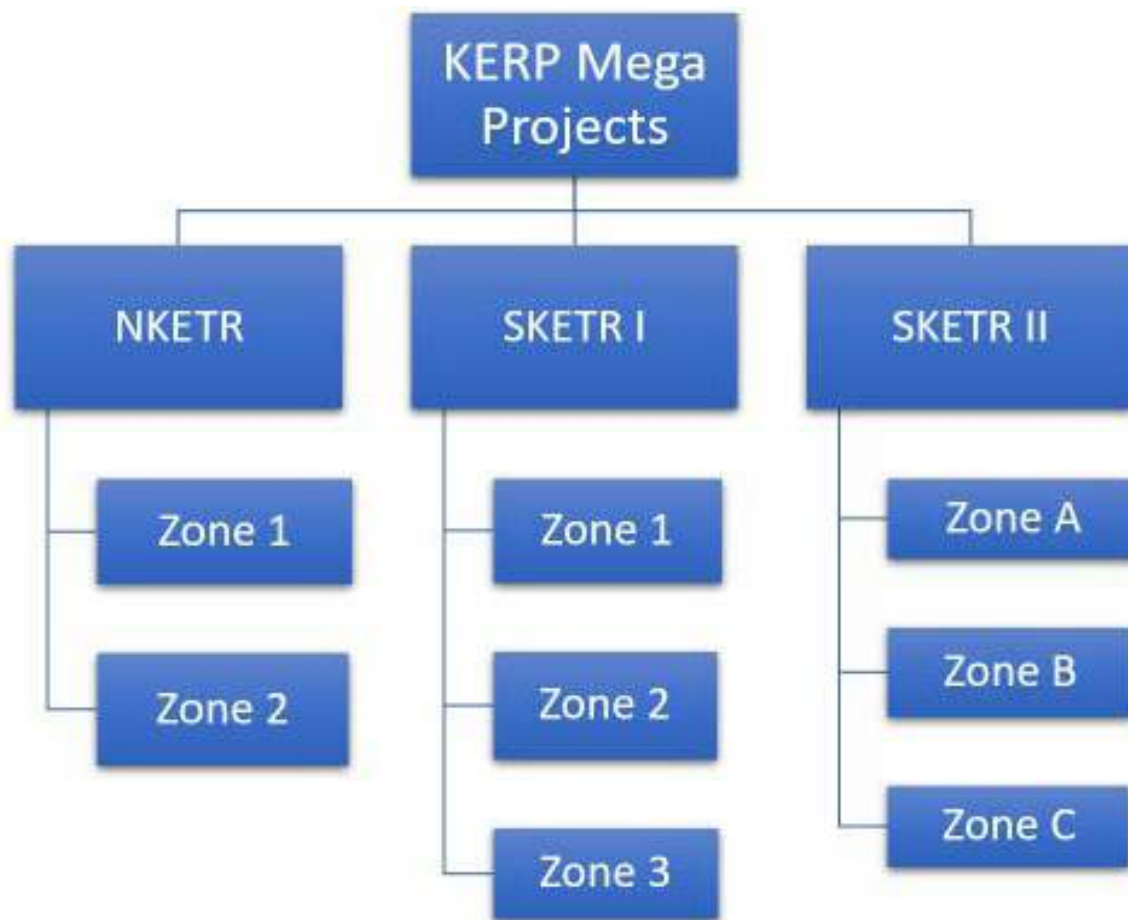 KERP Mega
Projects
NKETR
SKETR I
SKETR II
Zone 1
Zone 1
Zone A
Zone 2
Zone 2
Zone B
Zone 3
Zone C